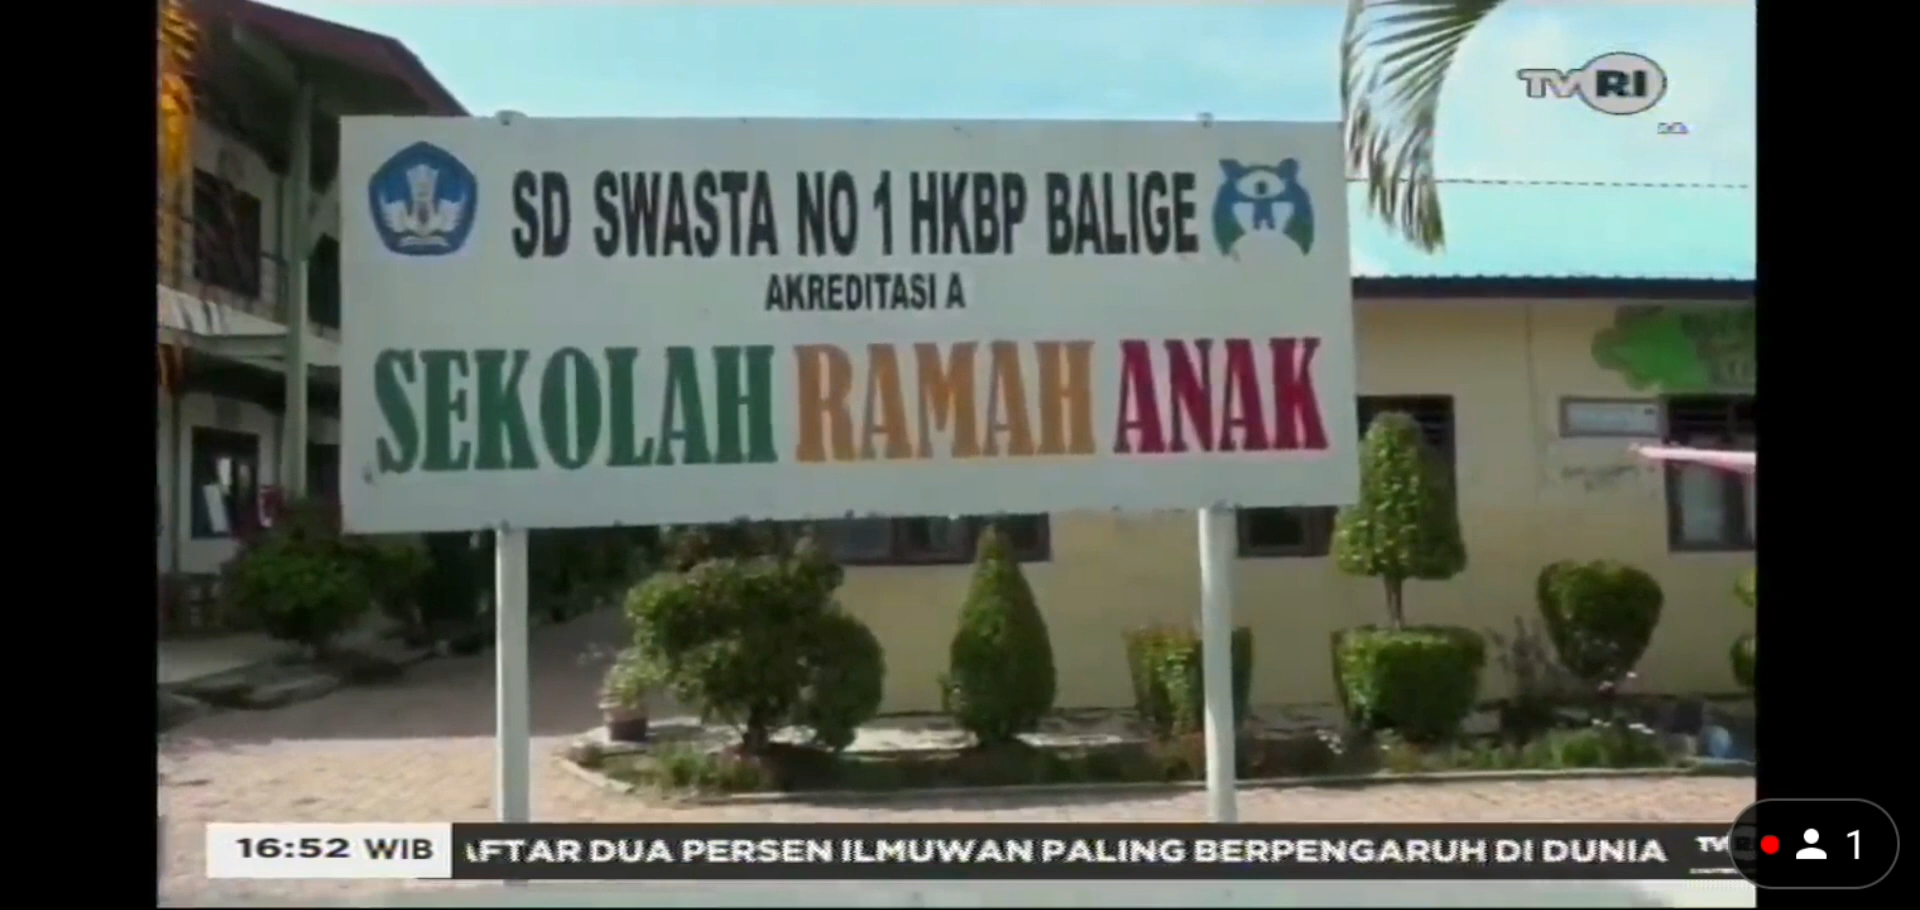 TVRI
SD SWASTA NO 1 HKBP BALIGE
AKREDITASI A
SEKOLAH RAMAH ANAK
16:52 WIB
AFTAR DUA PERSEN ILMUWAN PALING BERPENGARUH DI DUNIA
1